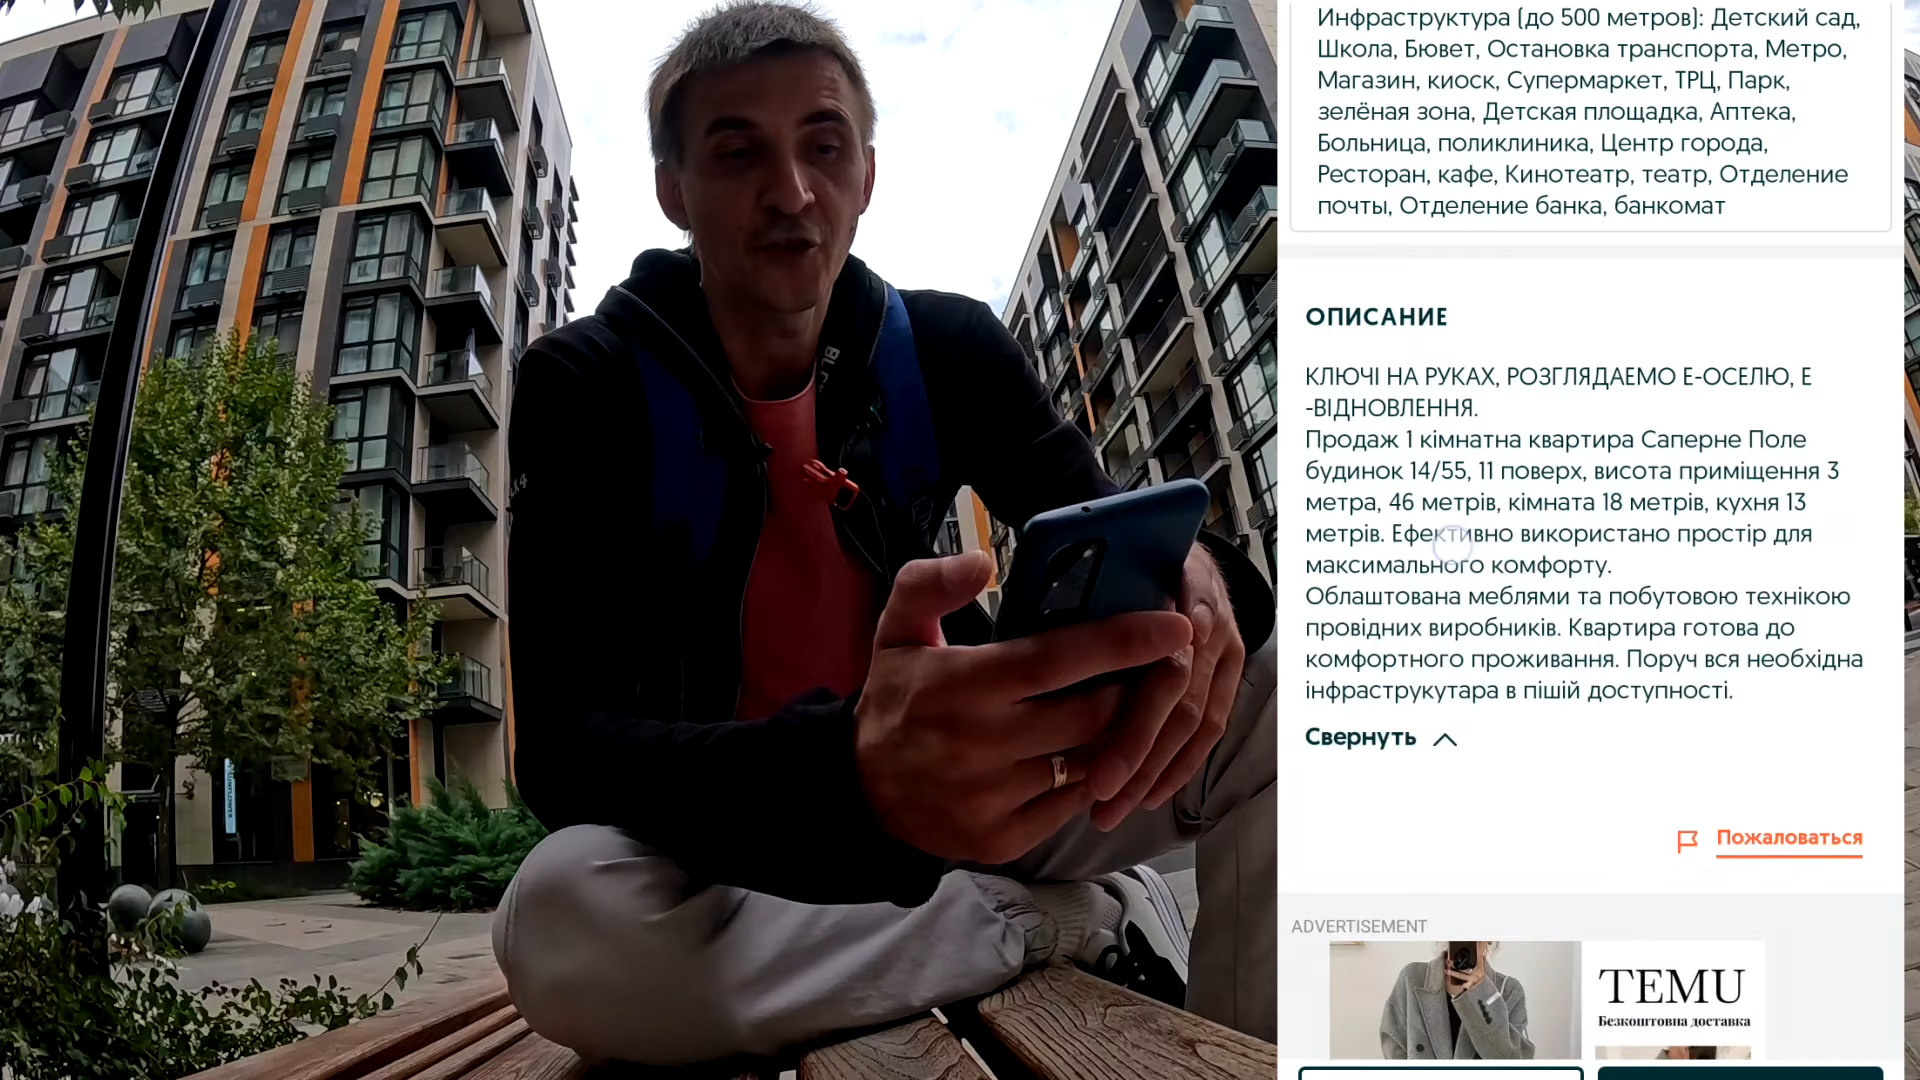 Инфраструктура (до 500 метров): Детский сад,
Школа, Бювет, Остановка транспорта, Метро,
Магазин, киоск, Супермаркет, ТРЦ, Парк,
зелёная зона, Детская площадка, Аптека,
Больница, поликлиника, Центр города,
Ресторан, кафе, Кинотеатр, театр, Отделение
почты, Отделение банка, банкомат
ОПИСАНИЕ
КЛЮЧІ НА РУКАХ, РОЗГЛЯДАЕМО Е-ОСЕЛЮ, Е
-ВІДНОВЛЕННЯ.
Продаж 1 кімнатна квартира Саперне Поле
будинок 14/55, 11 поверх, висота приміщення 3
метра, 46 метрів, кімната 18 метрів, кухня 13
метрів. Ефективно використано простір для
максимального комфорту.
Облаштована меблями та побутовою технікою
провідних виробників. Квартира готова до
комфортного проживання. Поруч вся необхідна
інфраструкутара в пішій доступності.
Свернуть
Пожаловаться
ADVERTISEMENT
TEMU
Безкоштовна доставка